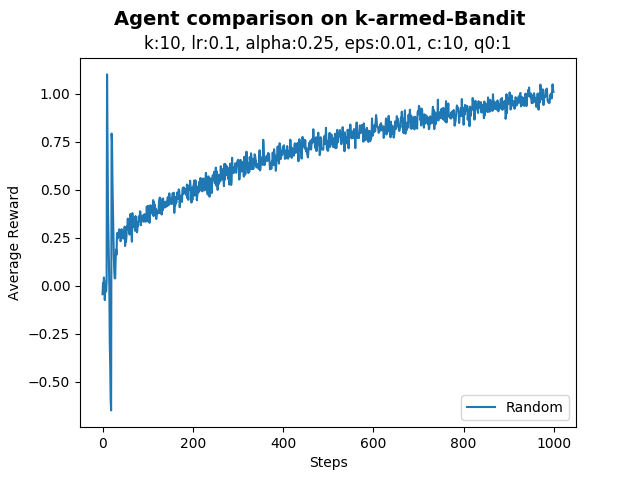 Agent comparison on k-armed-Bandit
k:10, lr:0.1, alpha:0.25, eps:0.01, c:10, q0:1
Average Reward
1.00
0.75
0.50
0.25
0.00
−0.25
−0.50
Random
0 200 400 600 800 1000
Steps